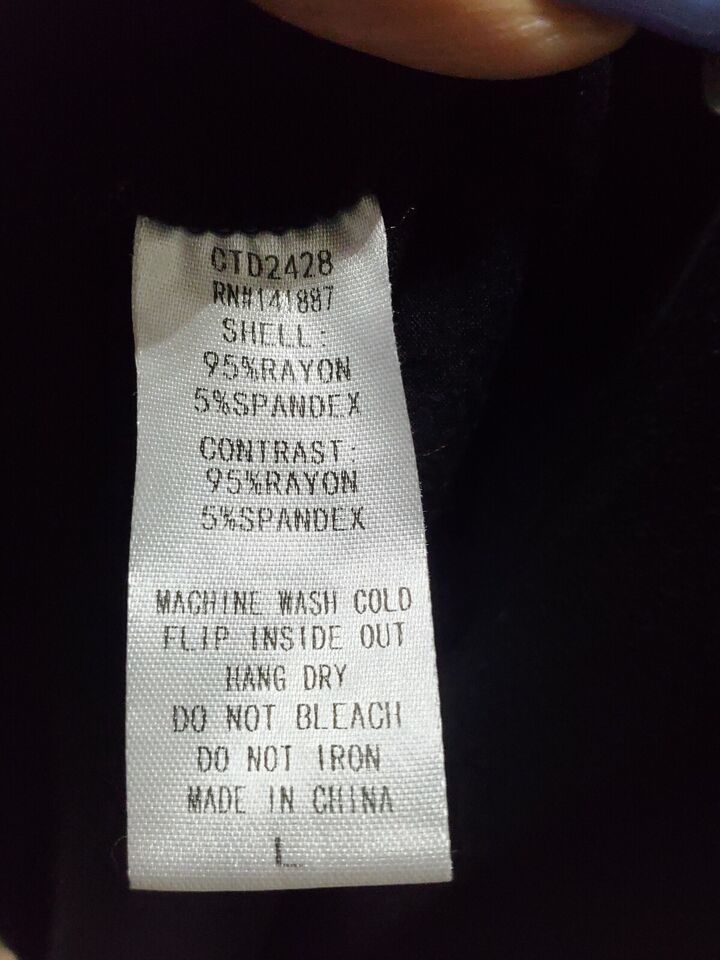 CTD2428
RN#141887
SHELL:
95%RAYON
5%SPANDEX
CONTRAST:
95%RAYON
5%SPANDEX
MACHINE WASH COLD
FLIP INSIDE OUT
HANG DRY
DO NOT BLEACH
DO NOT IRON
MADE IN CHINA
L